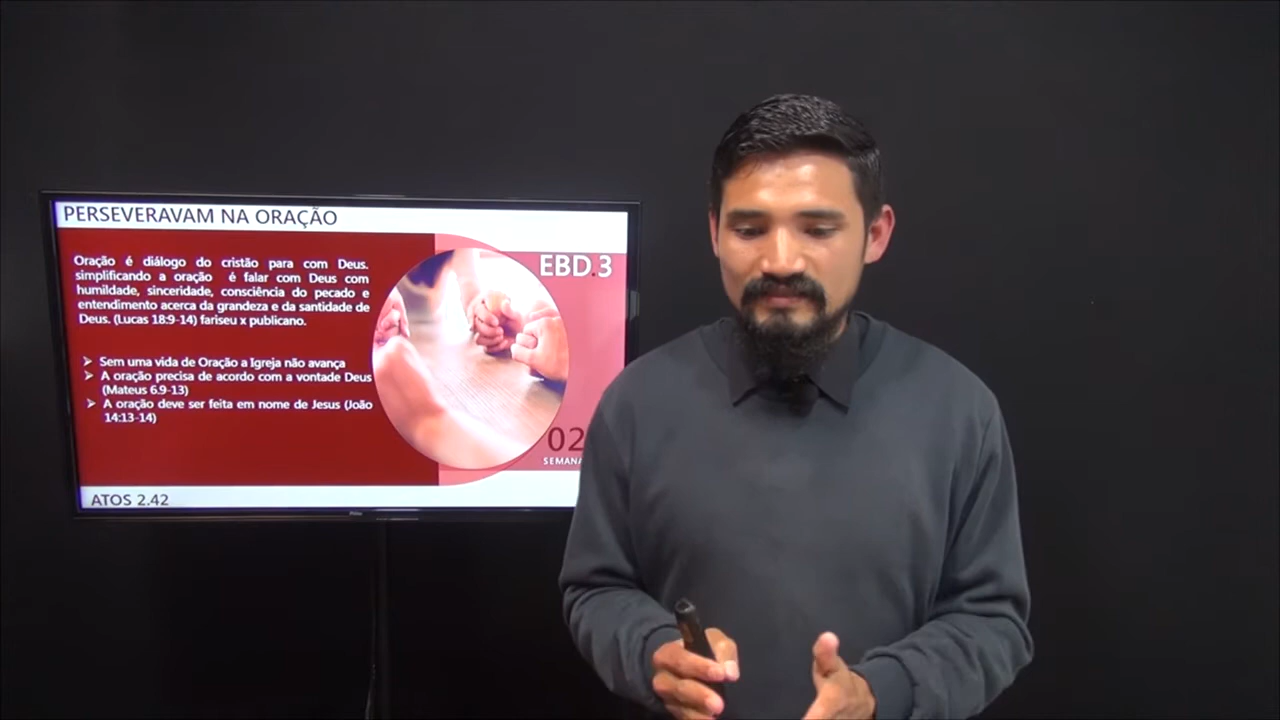 PERSEVERAVAM NA ORAÇÃO
Oração é diálogo do cristão para com Deus.
simplificando a oração é falar com Deus com
humildade, sinceridade, consciência do pecado e
entendimento acerca da grandeza e da santidade de
Deus. (Lucas 18:9-14) fariseu x publicano.
➢ Sem uma vida de Oração a Igreja não avança
➢ A oração precisa de acordo com a vontade Deus
(Mateus 6.9-13)
➢ A oração deve ser feita em nome de Jesus (João
14:13-14)
EBD.3
02
SEMANA
ATOS 2.42